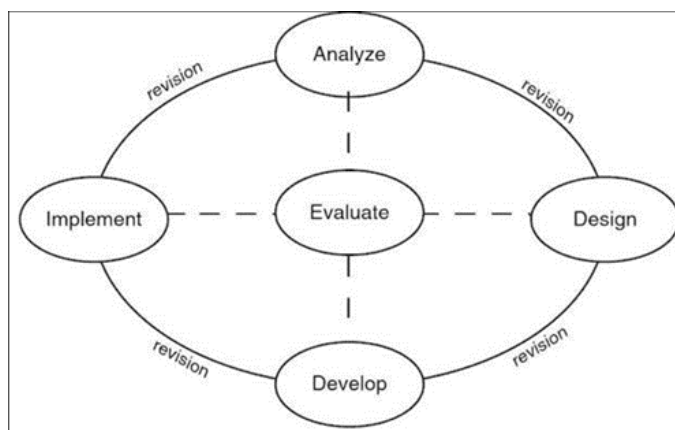 Analyze
revision
revision
Implement
Evaluate
Design
revision
revision
Develop